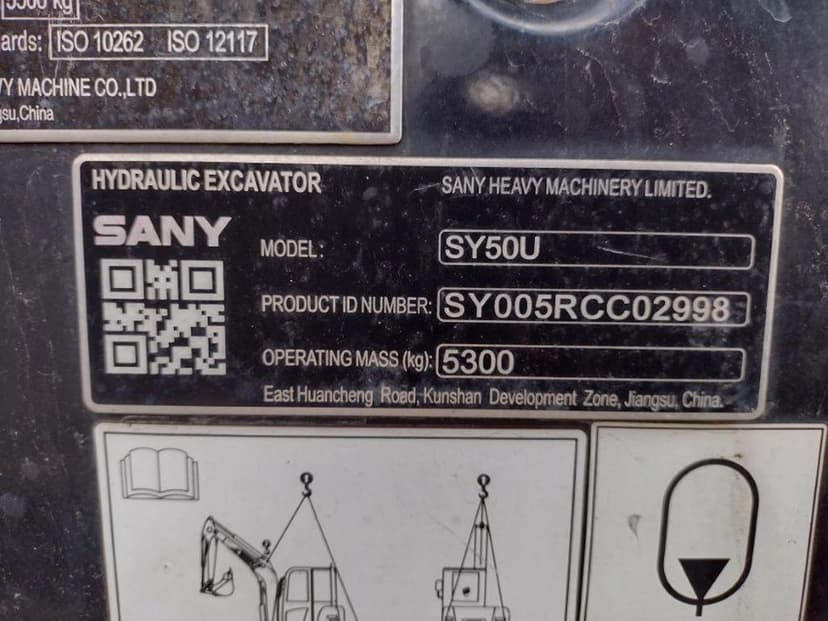 kg
ards: ISO 10262 ISO 12117
Y MACHINE CO.,LTD
gsu,China
HYDRAULIC EXCAVATOR
SANY HEAVY MACHINERY LIMITED.
SANY
MODEL: SY50U
PRODUCT ID NUMBER: SY005RCC02998
OPERATING MASS (kg): 5300
East Huancheng Road, Kunshan Development Zone, Jiangsu, China.